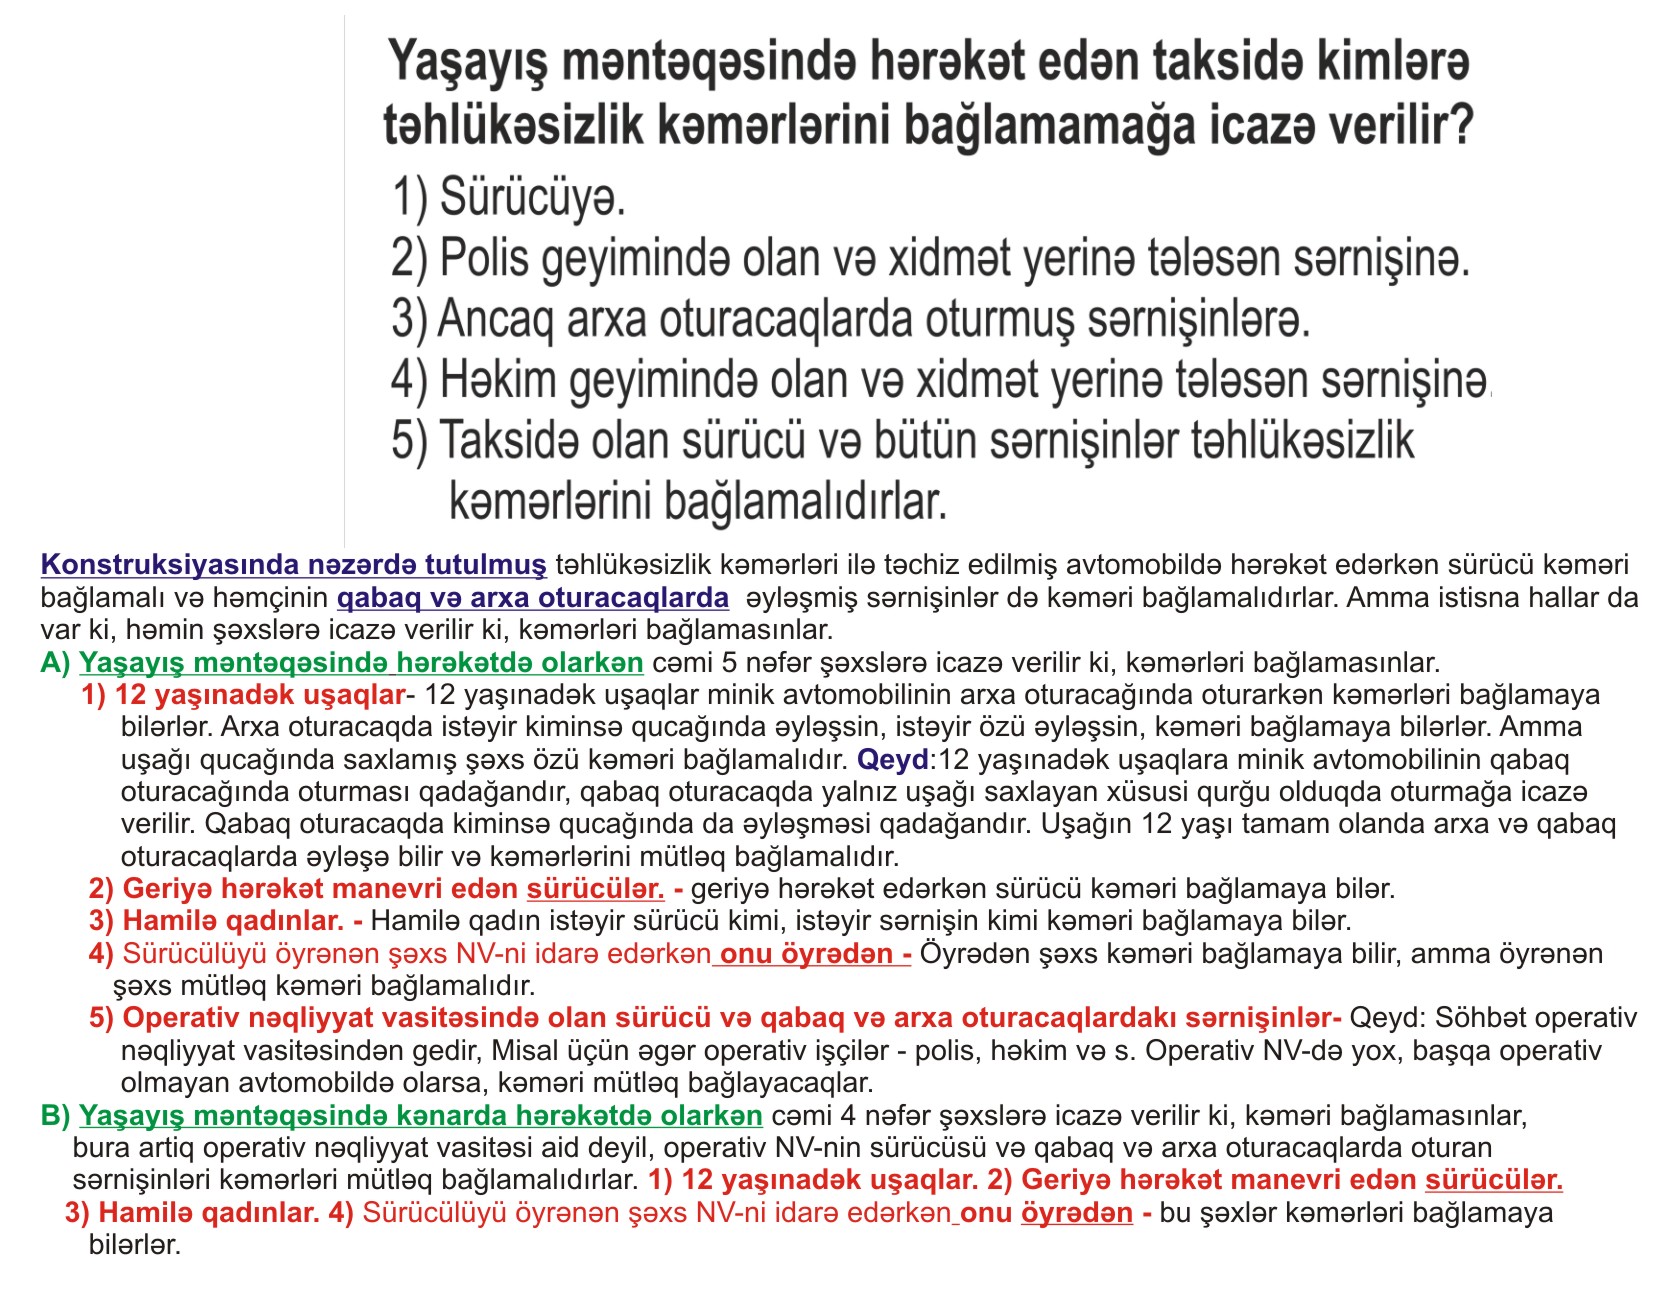 Yaşayış məntəqəsində hərəkət edən taksidə kimlərə
təhlükəsizlik kəmərlərini bağlamamağa icazə verilir?
1) Sürücüyə.
2) Polis geyimində olan və xidmət yerinə tələsən sərnişinə.
3) Ancaq arxa oturacaqlarda oturmuş sərnişinlərə.
4) Həkim geyimində olan və xidmət yerinə tələsən sərnişinə.
5) Taksidə olan sürücü və bütün sərnişinlər təhlükəsizlik
kəmərlərini bağlamalıdırlar.
Konstruksiyasında nəzərdə tutulmuş təhlükəsizlik kəmərləri ilə təchiz edilmiş avtomobildə hərəkət edərkən sürücü kəməri
bağlamalı və həmçinin qabaq və arxa oturacaqlarda əyləşmiş sərnişinlər də kəməri bağlamalıdırlar. Amma istisna hallar da
var ki, həmin şəxslərə icazə verilir ki, kəmərləri bağlamasınlar.
A) Yaşayış məntəqəsində hərəkətdə olarkən cəmi 5 nəfər şəxslərə icazə verilir ki, kəmərləri bağlamasınlar.
1) 12 yaşınadək uşaqlar- 12 yaşınadək uşaqlar minik avtomobilinin arxa oturacağında oturarkən kəmərləri bağlamaya
bilərlər. Arxa oturacaqda istəyir kiminsə qucağında əyləşsin, istəyir özü əyləşsin, kəməri bağlamaya bilərlər. Amma
uşağı qucağında saxlamış şəxs özü kəməri bağlamalıdır. Qeyd:12 yaşınadək uşaqlara minik avtomobilinin qabaq
oturacağında oturması qadağandır, qabaq oturacaqda yalnız uşağı saxlayan xüsusi qurğu olduqda oturmağa icazə
verilir. Qabaq oturacaqda kiminsə qucağında da əyləşməsi qadağandır. Uşağın 12 yaşı tamam olanda arxa və qabaq
oturacaqlarda əyləşə bilir və kəmərlərini mütləq bağlamalıdır.
2) Geriyə hərəkət manevri edən sürücülər. - geriyə hərəkət edərkən sürücü kəməri bağlamaya bilər.
3) Hamilə qadınlar. - Hamilə qadın istəyir sürücü kimi, istəyir sərnişin kimi kəməri bağlamaya bilər.
4) Sürücülüyü öyrənən şəxs NV-ni idarə edərkən onu öyrədən - Öyrədən şəxs kəməri bağlamaya bilir, amma öyrənən
şəxs mütləq kəməri bağlamalıdır.
5) Operativ nəqliyyat vasitəsində olan sürücü və qabaq və arxa oturacaqlardakı sərnişinlər- Qeyd: Söhbət operativ
nəqliyyat vasitəsindən gedir, Misal üçün əgər operativ işçilər - polis, həkim və s. Operativ NV-də yox, başqa operativ
olmayan avtomobildə olarsa, kəməri mütləq bağlayacaqlar.
B) Yaşayış məntəqəsində kənarda hərəkətdə olarkən cəmi 4 nəfər şəxslərə icazə verilir ki, kəməri bağlamasınlar,
bura artiq operativ nəqliyyat vasitəsi aid deyil, operativ NV-nin sürücüsü və qabaq və arxa oturacaqlarda oturan
sərnişinləri kəmərləri mütləq bağlamalıdırlar. 1) 12 yaşınadək uşaqlar. 2) Geriyə hərəkət manevri edən sürücülər.
3) Hamilə qadınlar. 4) Sürücülüyü öyrənən şəxs NV-ni idarə edərkən onu öyrədən - bu şəxlər kəmərləri bağlamaya
bilərlər.